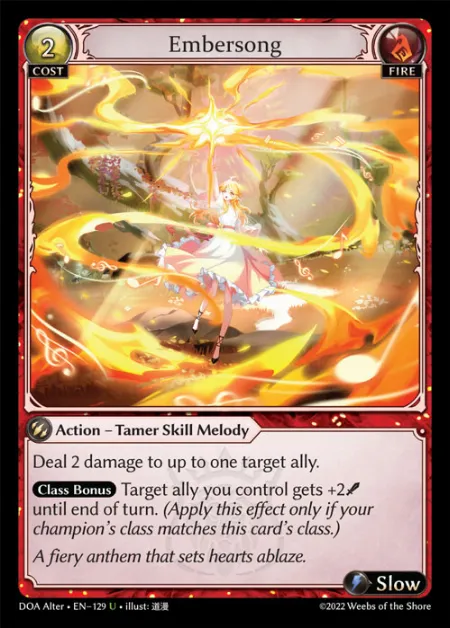 2
Embersong
COST
FIRE
Action – Tamer Skill Melody
Deal 2 damage to up to one target ally.
Class Bonus Target ally you control gets +2
until end of turn. (Apply this effect only if your
champion's class matches this card's class.)
A fiery anthem that sets hearts ablaze.
Slow
DOA Alter • EN–129 U • illust: 道漫
©2022 Weebs of the Shore